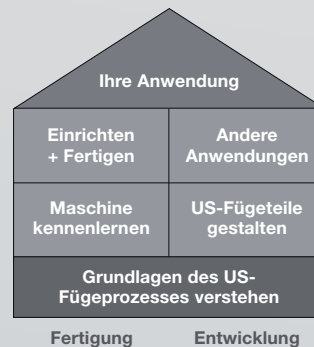 Ihre Anwendung
Einrichten
+ Fertigen
Andere
Anwendungen
Maschine
kennenlernen
US-Fügeteile
gestalten
Grundlagen des US-
Fügeprozesses verstehen
Fertigung
Entwicklung